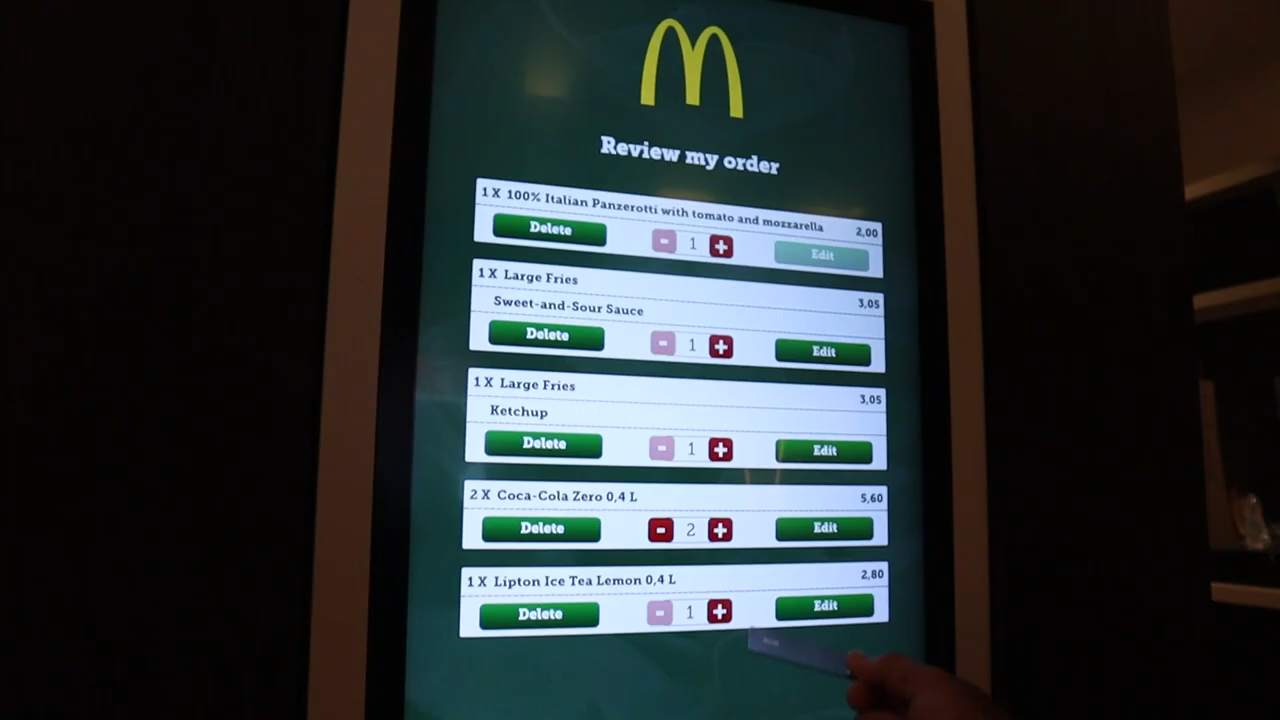 Review my order
1 X 100% Italian Panzerotti with tomato and mozzarella 2,00
Delete - 1 + Edit
1 X Large Fries 3,05
Sweet-and-Sour Sauce
Delete - 1 + Edit
1 X Large Fries 3,05
Ketchup
Delete - 1 + Edit
2 X Coca-Cola Zero 0,4 L 5,60
Delete - 2 + Edit
1 X Lipton Ice Tea Lemon 0,4 L 2,80
Delete - 1 + Edit